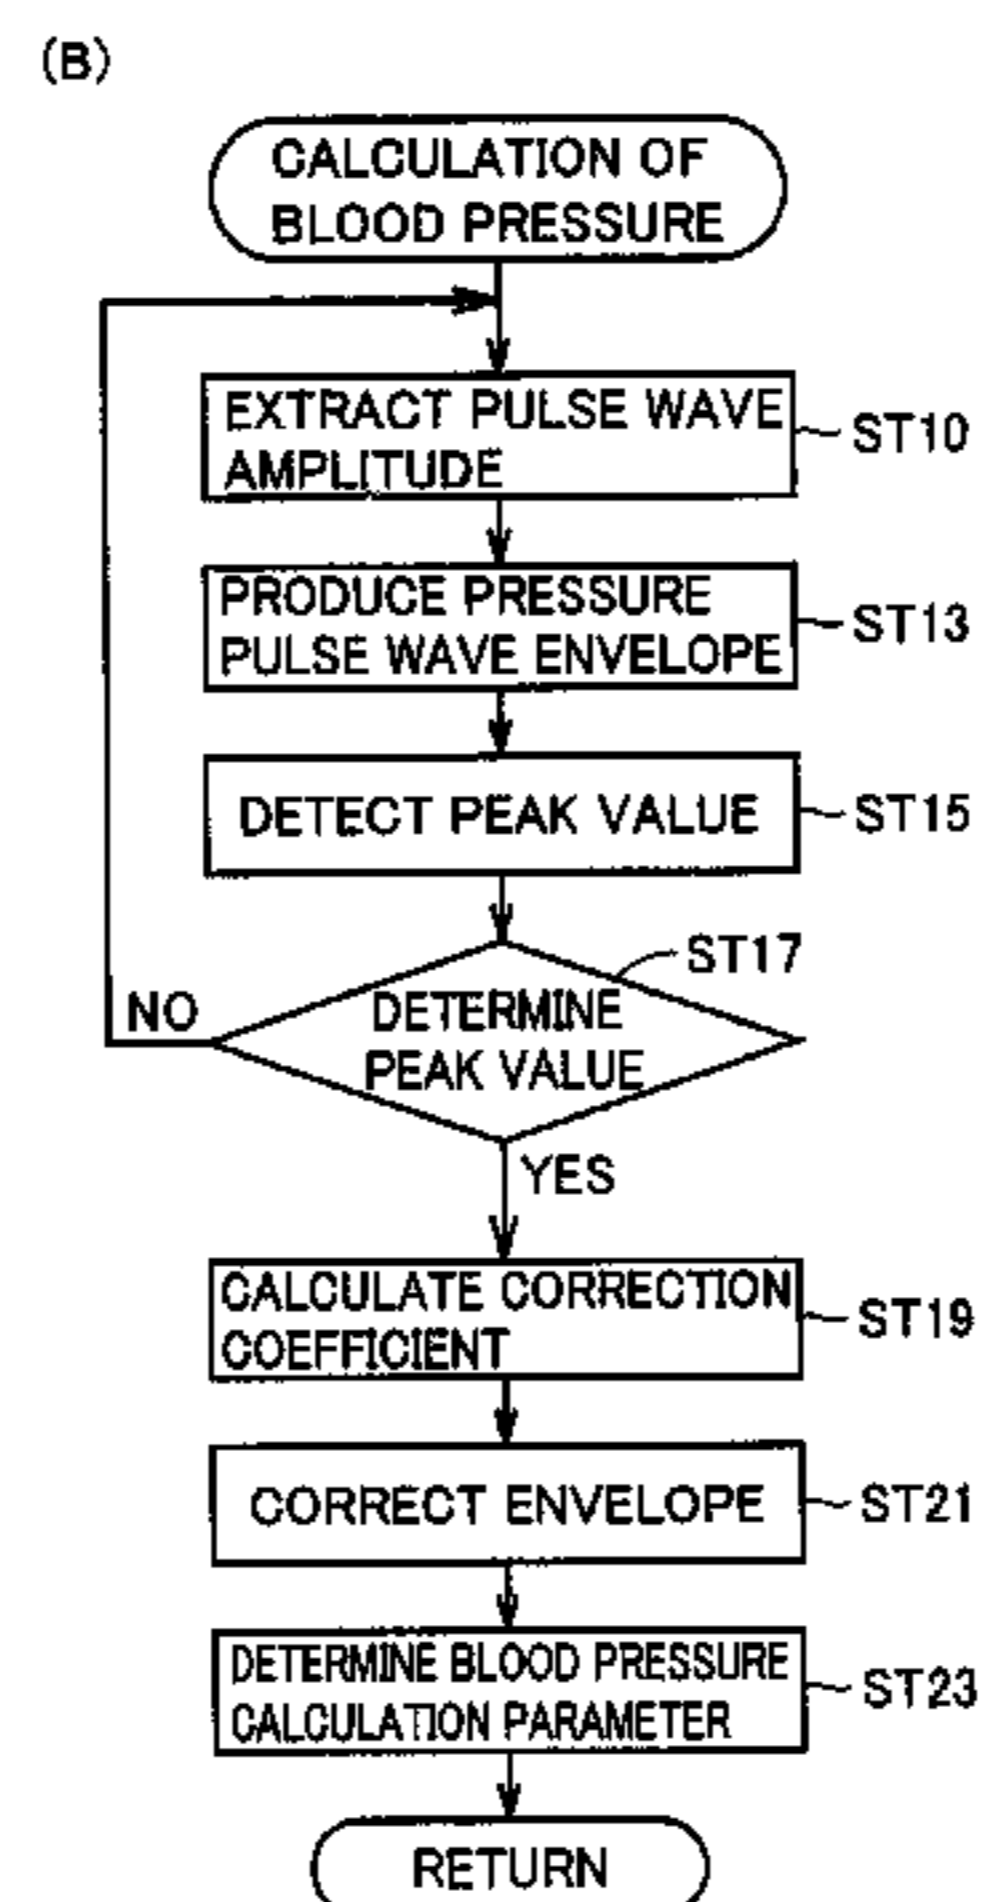 (B)
CALCULATION OF
BLOOD PRESSURE
EXTRACT PULSE WAVE
AMPLITUDE
ST10
PRODUCE PRESSURE
PULSE WAVE ENVELOPE
ST13
DETECT PEAK VALUE
ST15
ST17
DETERMINE
PEAK VALUE
NO
YES
CALCULATE CORRECTION
COEFFICIENT
ST19
CORRECT ENVELOPE
ST21
DETERMINE BLOOD PRESSURE
CALCULATION PARAMETER
ST23
RETURN